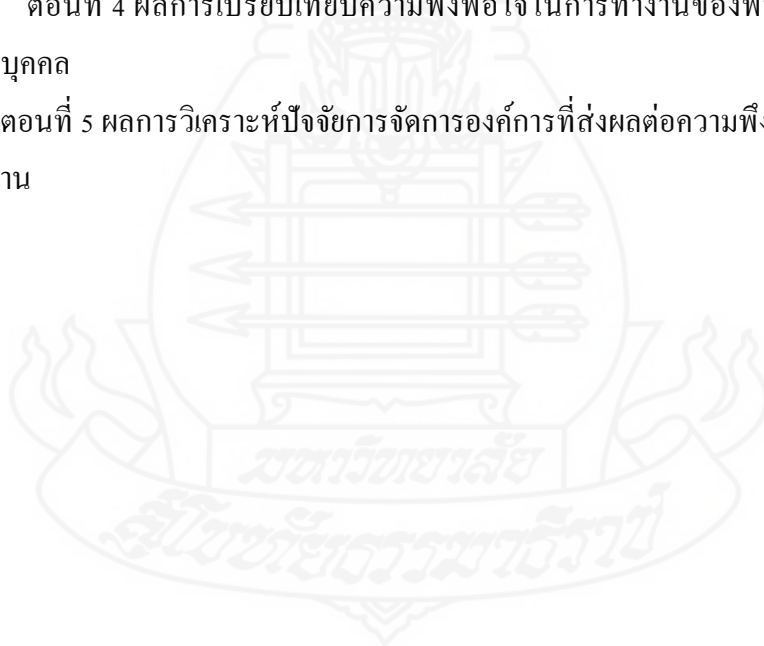 ตอนที่ 4 ผลการเปรียบเทียบความพึงพอใจในการทำงานของ
บุคคล
ตอนที่ 5 ผลการวิเคราะห์ปัจจัยการจัดการองค์การที่ส่งผลต่อความพึง
าน
มหาวิทยาลัย
สุโขทัยธรรมาธิราช